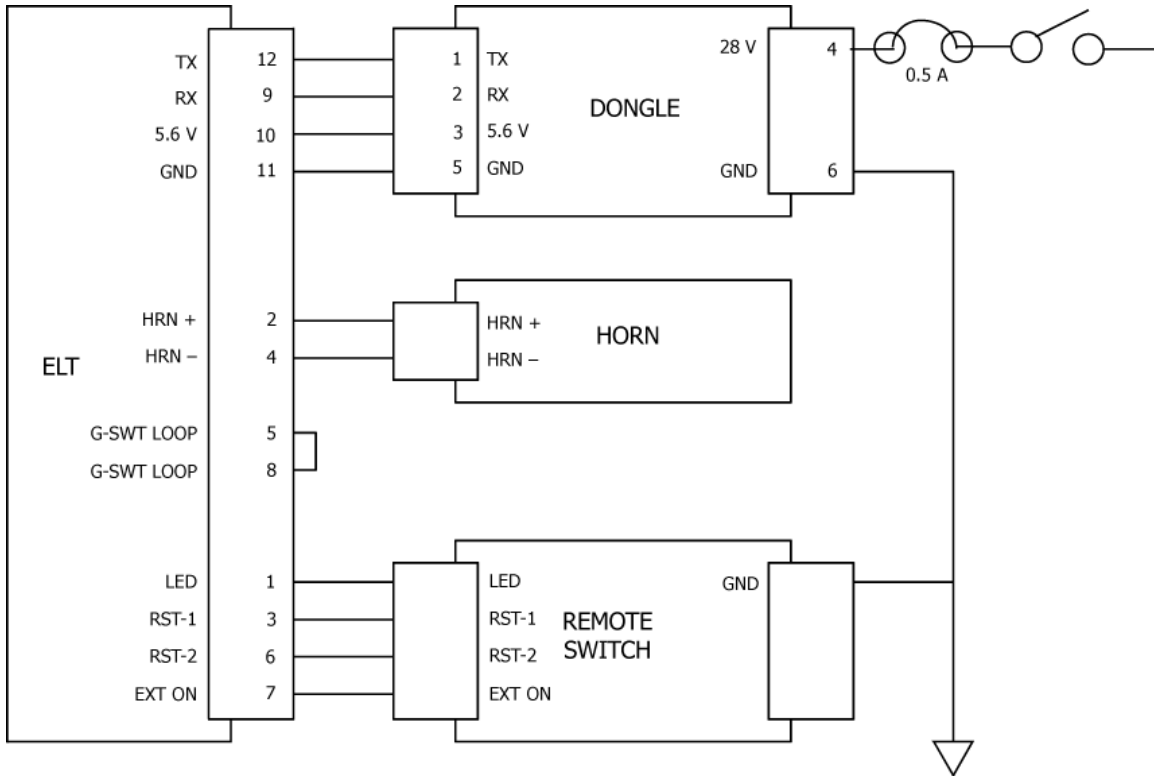 ELT
TX 12
RX 9
5.6 V 10
GND 11
HRN + 2
HRN – 4
G-SWT LOOP 5
G-SWT LOOP 8
LED 1
RST-1 3
RST-2 6
EXT ON 7
1 TX
2 RX
3 5.6 V
5 GND
DONGLE
28 V 4
GND 6
0.5 A
HRN +
HRN –
HORN
LED
RST-1
RST-2
EXT ON
REMOTE
SWITCH
GND